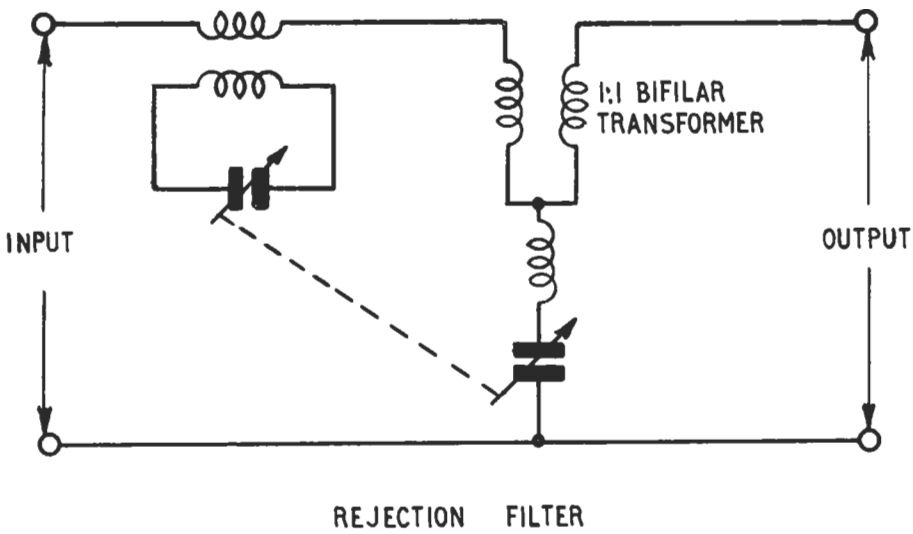 1:1 BIFILAR
TRANSFORMER
INPUT
OUTPUT
REJECTION FILTER